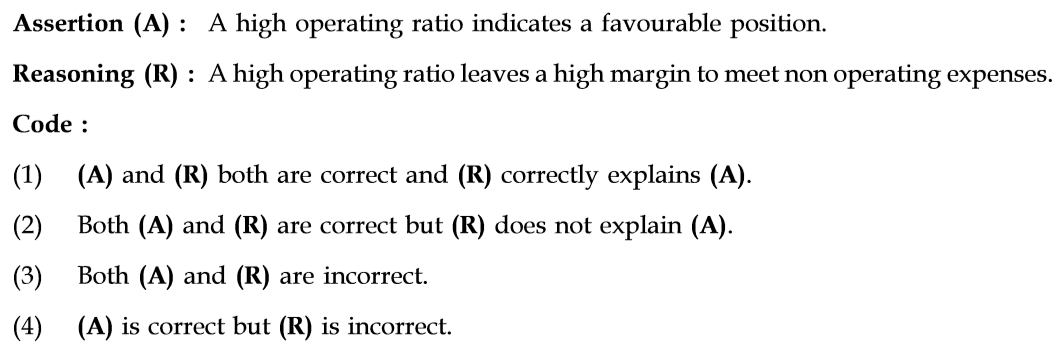 Assertion (A) : A high operating ratio indicates a favourable position.
Reasoning (R) : A high operating ratio leaves a high margin to meet non operating expenses.
Code :
(1) (A) and (R) both are correct and (R) correctly explains (A).
(2) Both (A) and (R) are correct but (R) does not explain (A).
(3) Both (A) and (R) are incorrect.
(4) (A) is correct but (R) is incorrect.